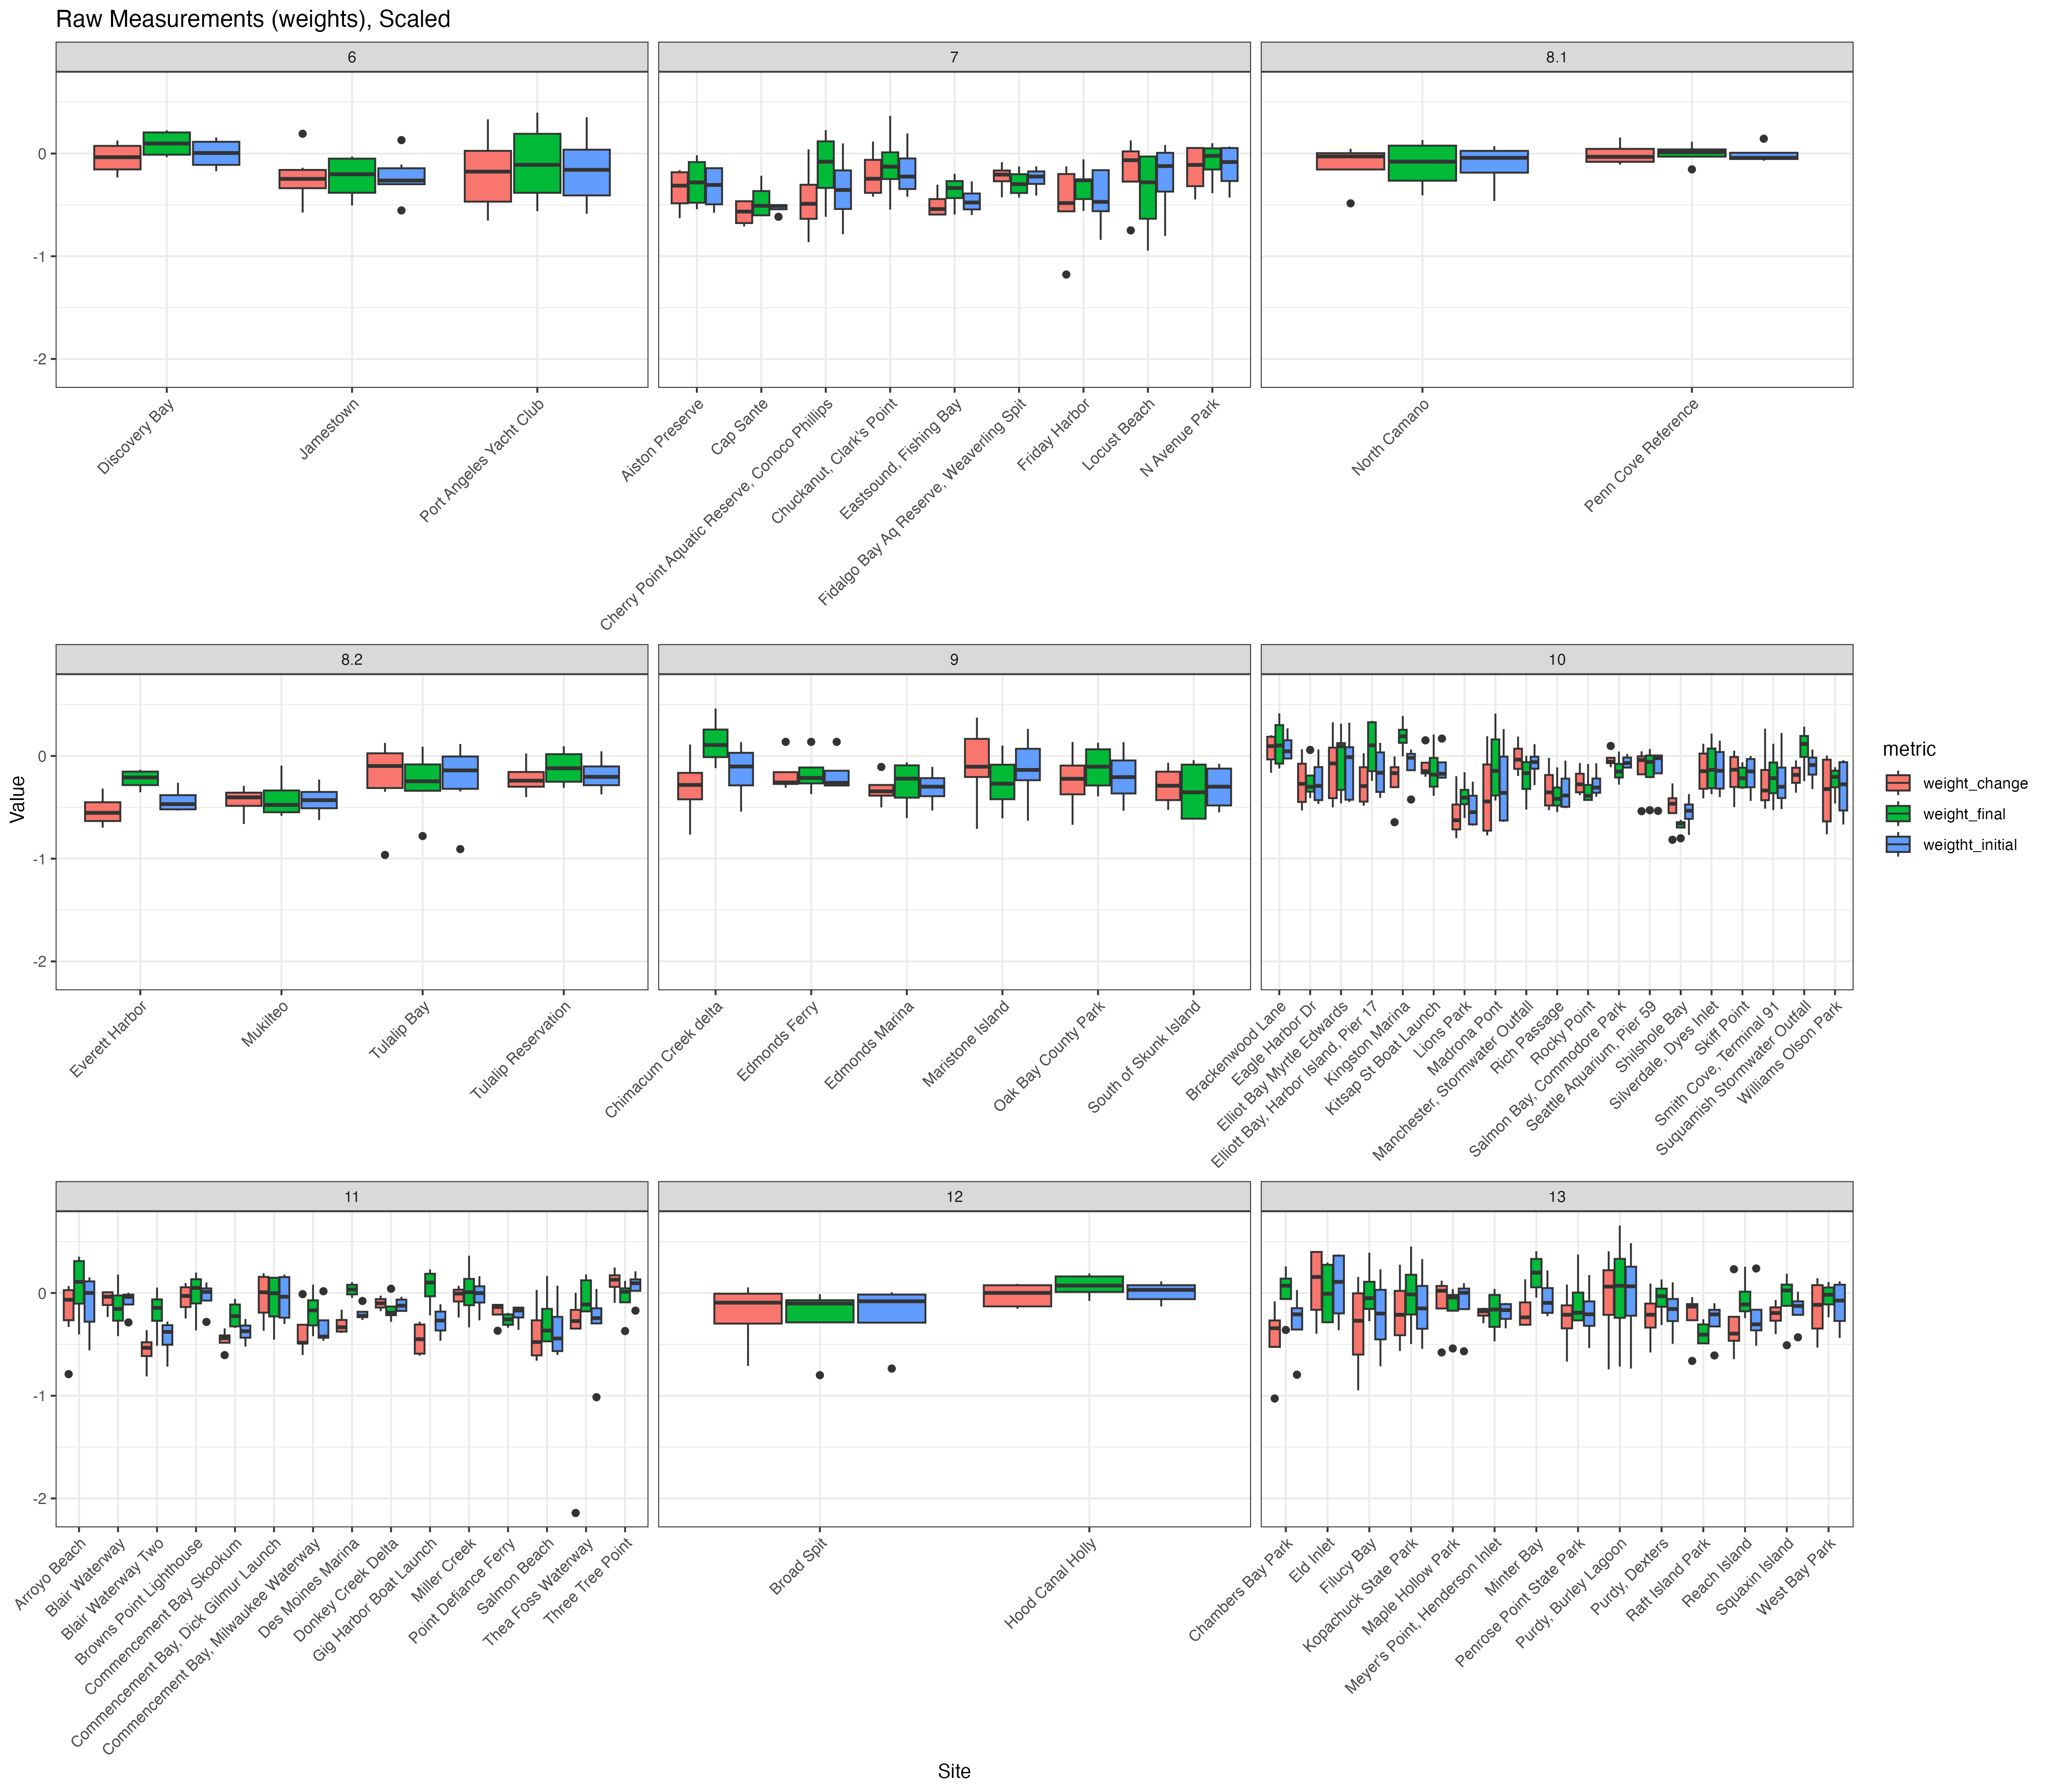 Raw Measurements (weights), Scaled
6
7
8.1
0
-1
-2
Discovery Bay
Jamestown
Port Angeles Yacht Club
Aiston Preserve
Cap Sante
Cherry Point Aquatic Reserve, Conoco Phillips
Chuckanut, Clark's Point
Eastsound, Fishing Bay
Fidalgo Bay Aq Reserve, Weaverling Spit
Friday Harbor
Locust Beach
N Avenue Park
North Camano
Penn Cove Reference
8.2
9
10
0
-1
-2
Value
Everett Harbor
Mukilteo
Tulalip Bay
Tulalip Reservation
Chimacum Creek delta
Edmonds Ferry
Edmonds Marina
Maristone Island
Oak Bay County Park
South of Skunk Island
Brackenwood Lane
Eagle Harbor Dr
Elliot Bay Myrtle Edwards
Elliott Bay, Harbor Island, Pier 17
Kingston Marina
Kitsap St Boat Launch
Lions Park
Madrona Pont
Manchester, Stormwater Outfall
Rich Passage
Rocky Point
Salmon Bay, Commodore Park
Seattle Aquarium, Pier 59
Shilshole Bay
Silverdale, Dyes Inlet
Skiff Point
Smith Cove, Terminal 91
Suquamish Stormwater Outfall
Williams Olson Park
metric
weight_change
weight_final
weigtht_initial
11
12
13
0
-1
-2
Arroyo Beach
Blair Waterway
Blair Waterway Two
Browns Point Lighthouse
Commencement Bay Skookum
Commencement Bay, Dick Gilmur Launch
Commencement Bay, Milwaukee Waterway
Des Moines Marina
Donkey Creek Delta
Gig Harbor Boat Launch
Miller Creek
Point Defiance Ferry
Salmon Beach
Thea Foss Waterway
Three Tree Point
Broad Spit
Hood Canal Holly
Chambers Bay Park
Eld Inlet
Filucy Bay
Kopachuck State Park
Maple Hollow Park
Meyer's Point, Henderson Inlet
Minter Bay
Penrose Point State Park
Purdy, Burley Lagoon
Purdy, Dexters
Ratt Island Park
Reach Island
Squaxin Island
West Bay Park
Site